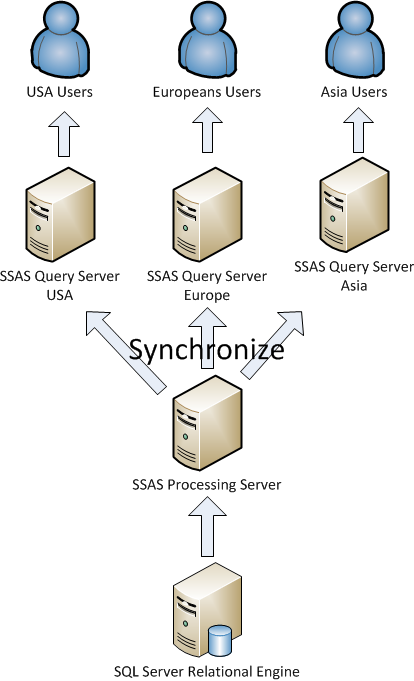 USA Users
Europeans Users
Asia Users
SSAS Query Server
USA
SSAS Query Server
Europe
SSAS Query Server
Asia
Synchronize
SSAS Processing Server
SQL Server Relational Engine